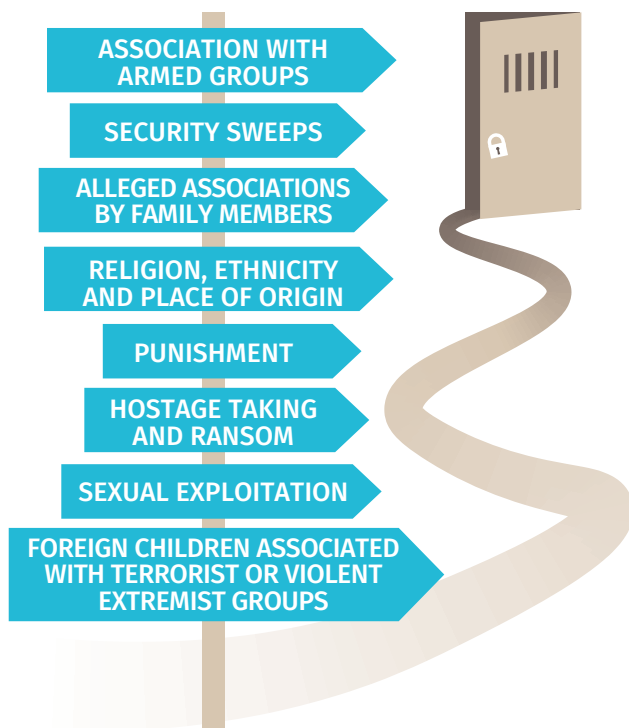 ASSOCIATION WITH
ARMED GROUPS
SECURITY SWEEPS
ALLEGED ASSOCIATIONS
BY FAMILY MEMBERS
RELIGION, ETHNICITY
AND PLACE OF ORIGIN
PUNISHMENT
HOSTAGE TAKING
AND RANSOM
SEXUAL EXPLOITATION
FOREIGN CHILDREN ASSOCIATED
WITH TERRORIST OR VIOLENT
EXTREMIST GROUPS